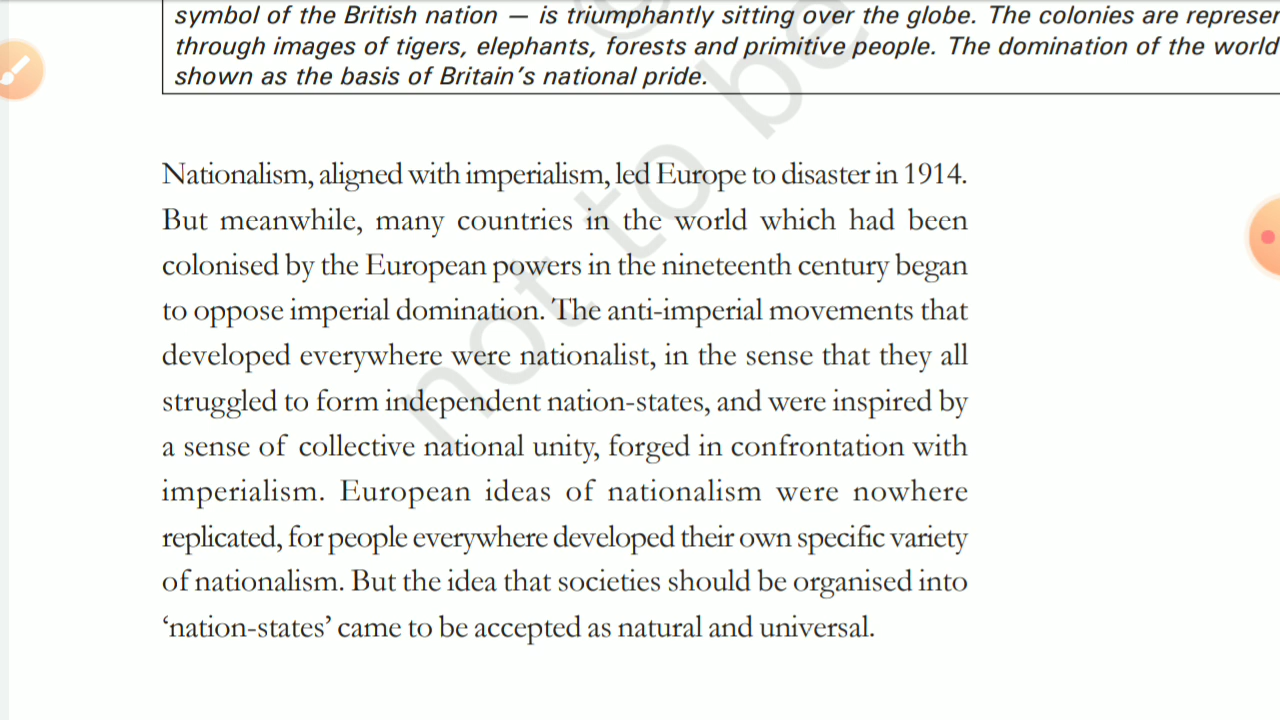 symbol of the British nation — is triumphantly sitting over the globe. The colonies are
through images of tigers, elephants, forests and primitive people. The domination of the world
shown as the basis of Britain's national pride.
Nationalism, aligned with imperialism, led Europe to disaster in 1914.
But meanwhile, many countries in the world which had been
colonised by the European powers in the nineteenth century began
to oppose imperial domination. The anti-imperial movements that
developed everywhere were nationalist, in the sense that they all
struggled to form independent nation-states, and were inspired by
a sense of collective national unity, forged in confrontation with
imperialism. European ideas of nationalism were nowhere
replicated, for people everywhere developed their own specific variety
of nationalism. But the idea that societies should be organised into
‘nation-states’ came to be accepted as natural and universal.
not to be